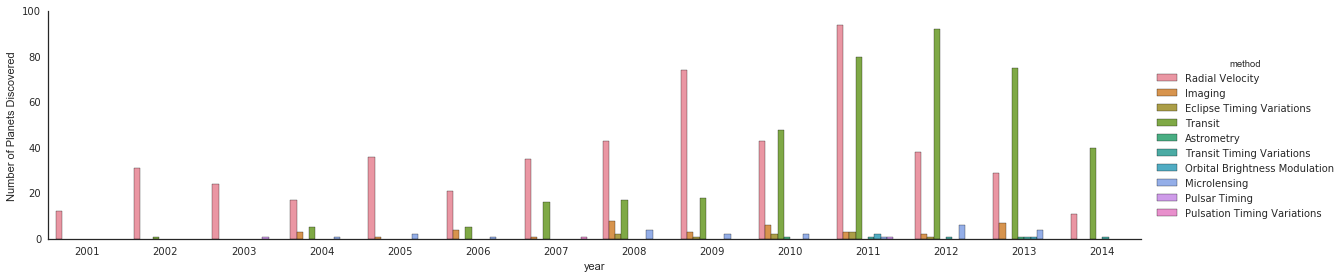 100
80
60
40
20
0
Number of Planets Discovered
2001 2002 2003 2004 2005 2006 2007 2008 2009 2010 2011 2012 2013 2014
year
method
Radial Velocity
Imaging
Eclipse Timing Variations
Transit
Astrometry
Transit Timing Variations
Orbital Brightness Modulation
Microlensing
Pulsar Timing
Pulsation Timing Variations